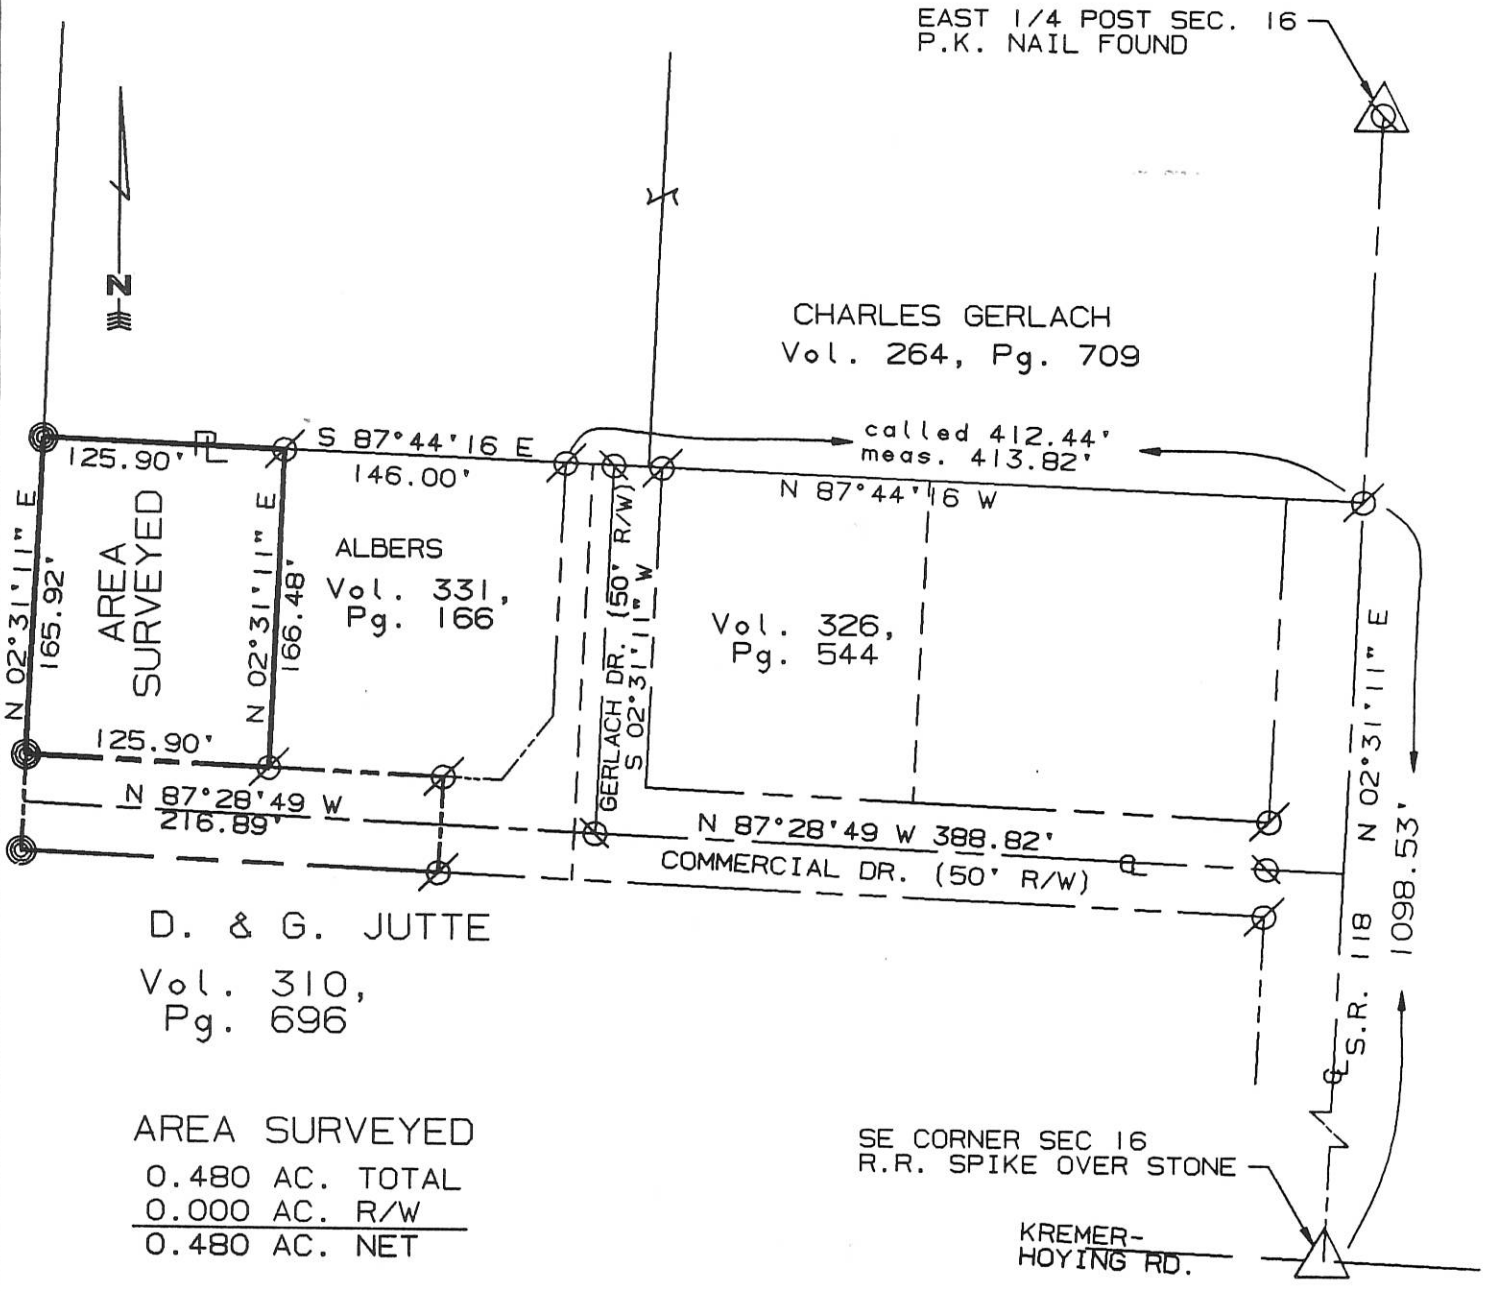 EAST 1/4 POST SEC. 16
P.K. NAIL FOUND
N
CHARLES GERLACH
Vol. 264, Pg. 709
called 412.44'
meas. 413.82'
S 87°44'16 E
146.00'
125.90'
PL
N 87°44'16 W
N 02°31'11" E
165.92'
AREA
SURVEYED
N 02°31'11" E
166.48'
ALBERS
Vol. 331,
Pg. 166
GERLACH DR. (50' R/W)
S 02°31'11" W
Vol. 326,
Pg. 544
N 02°31'11" E
1098.53'
125.90'
N 87°28'49 W
216.89'
N 87°28'49 W 388.82'
COMMERCIAL DR. (50' R/W)
CL
CL S.R. 118
D. & G. JUTTE
Vol. 310,
Pg. 696
AREA SURVEYED
0.480 AC. TOTAL
0.000 AC. R/W
0.480 AC. NET
SE CORNER SEC 16
R.R. SPIKE OVER STONE
KREMER-
HOYING RD.